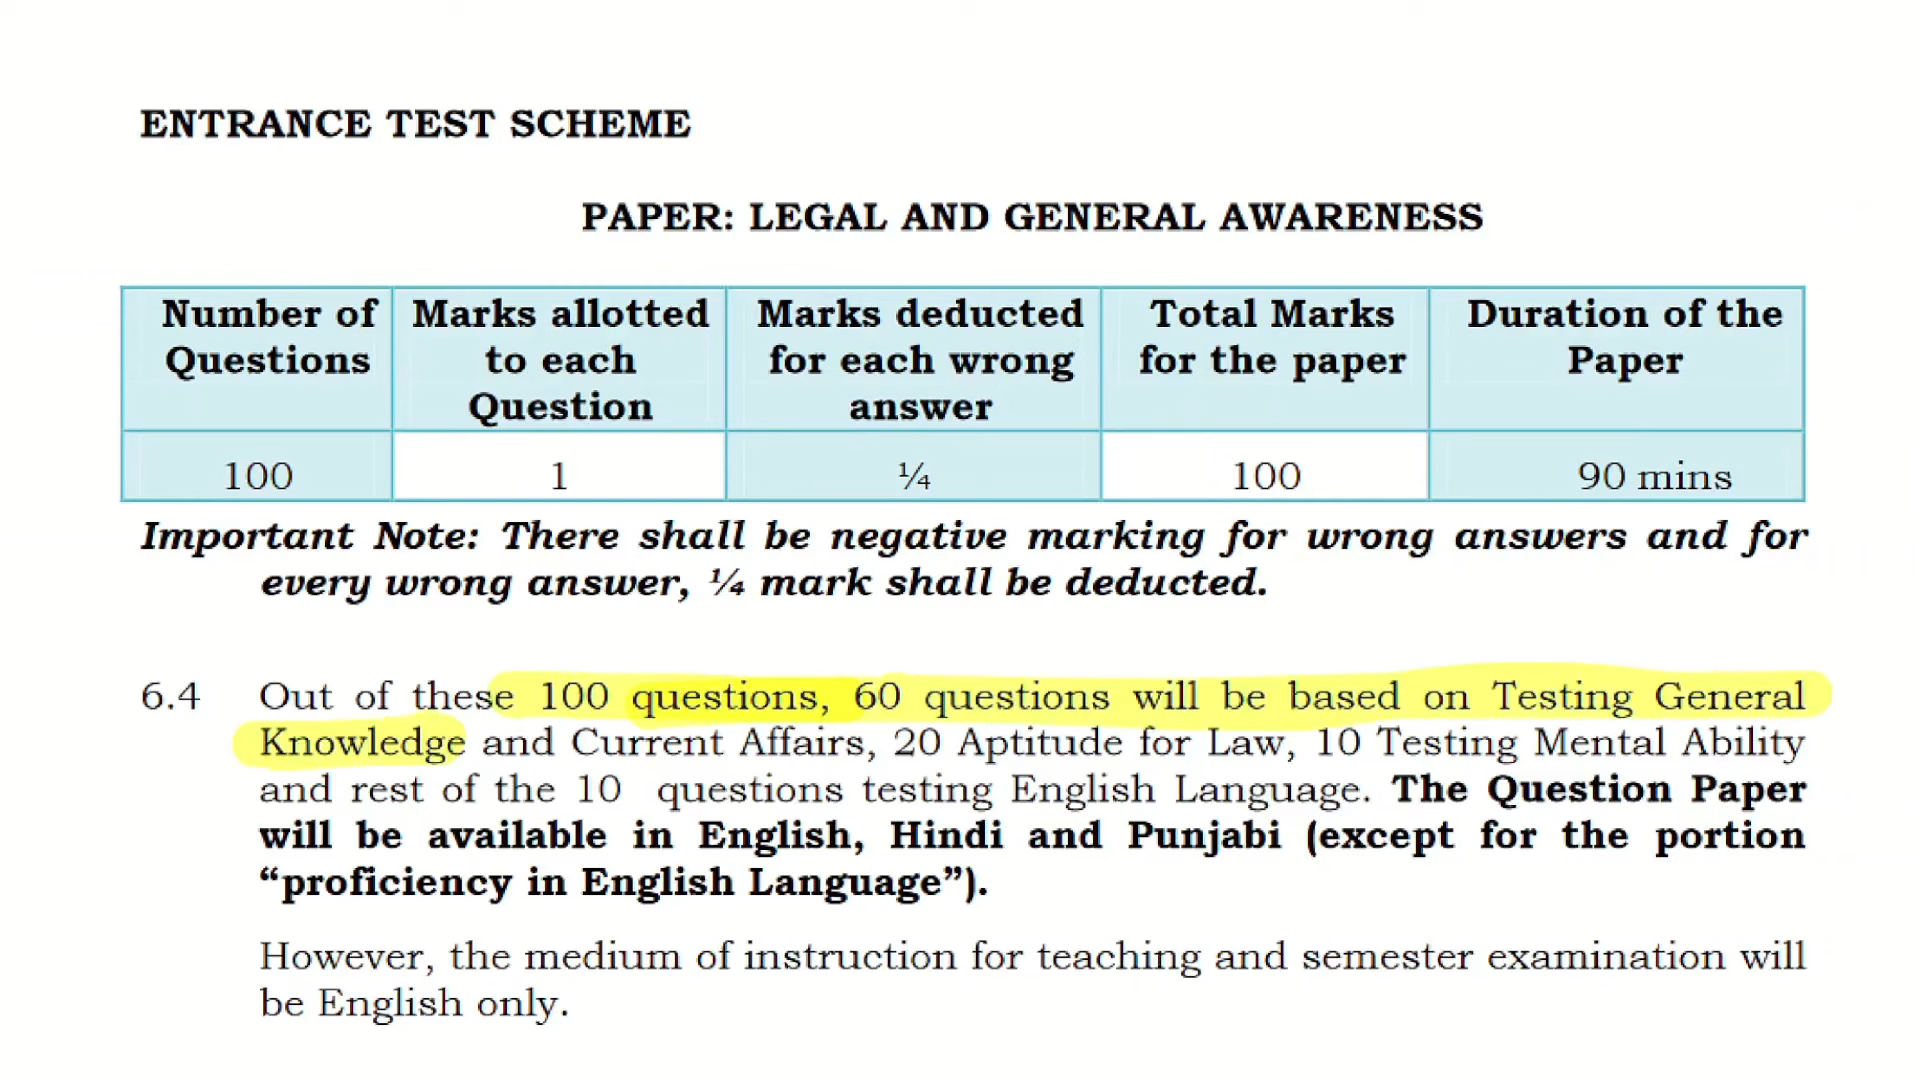 ENTRANCE TEST SCHEME
PAPER: LEGAL AND GENERAL AWARENESS
Number of Questions | Marks allotted to each Question | Marks deducted for each wrong answer | Total Marks for the paper | Duration of the Paper
100 | 1 | ¼ | 100 | 90 mins
Important Note: There shall be negative marking for wrong answers and for
every wrong answer, ¼ mark shall be deducted.
6.4 Out of these 100 questions, 60 questions will be based on Testing General
Knowledge and Current Affairs, 20 Aptitude for Law, 10 Testing Mental Ability
and rest of the 10 questions testing English Language. The Question Paper
will be available in English, Hindi and Punjabi (except for the portion
“proficiency in English Language”).
However, the medium of instruction for teaching and semester examination will
be English only.